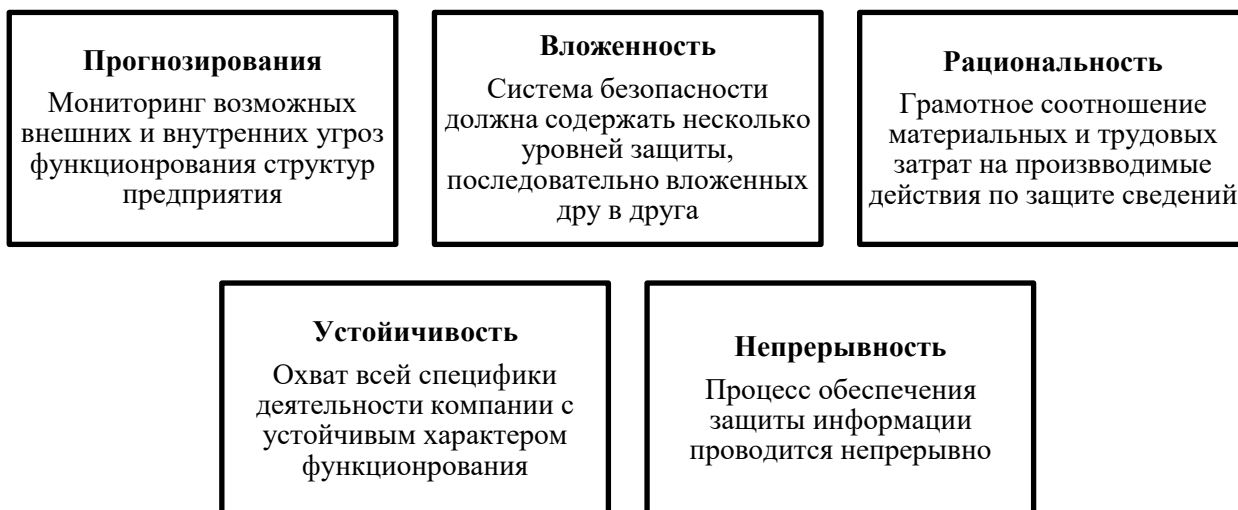 Прогнозирования
Мониторинг возможных
внешних и внутренних угроз
функционрования структур
предприятия
Вложенность
Система безопасности
должна содержать несколько
уровней защиты,
последовательно вложенных
дру в друга
Рациональность
Грамотное соотношение
материальных и трудовых
затрат на произвводимые
действия по защите сведений
Устойичивость
Охват всей специфики
деятельности компании с
устойчивым характером
функционрования
Непрерывность
Процесс обеспечения
защиты информации
проводится непрерывно